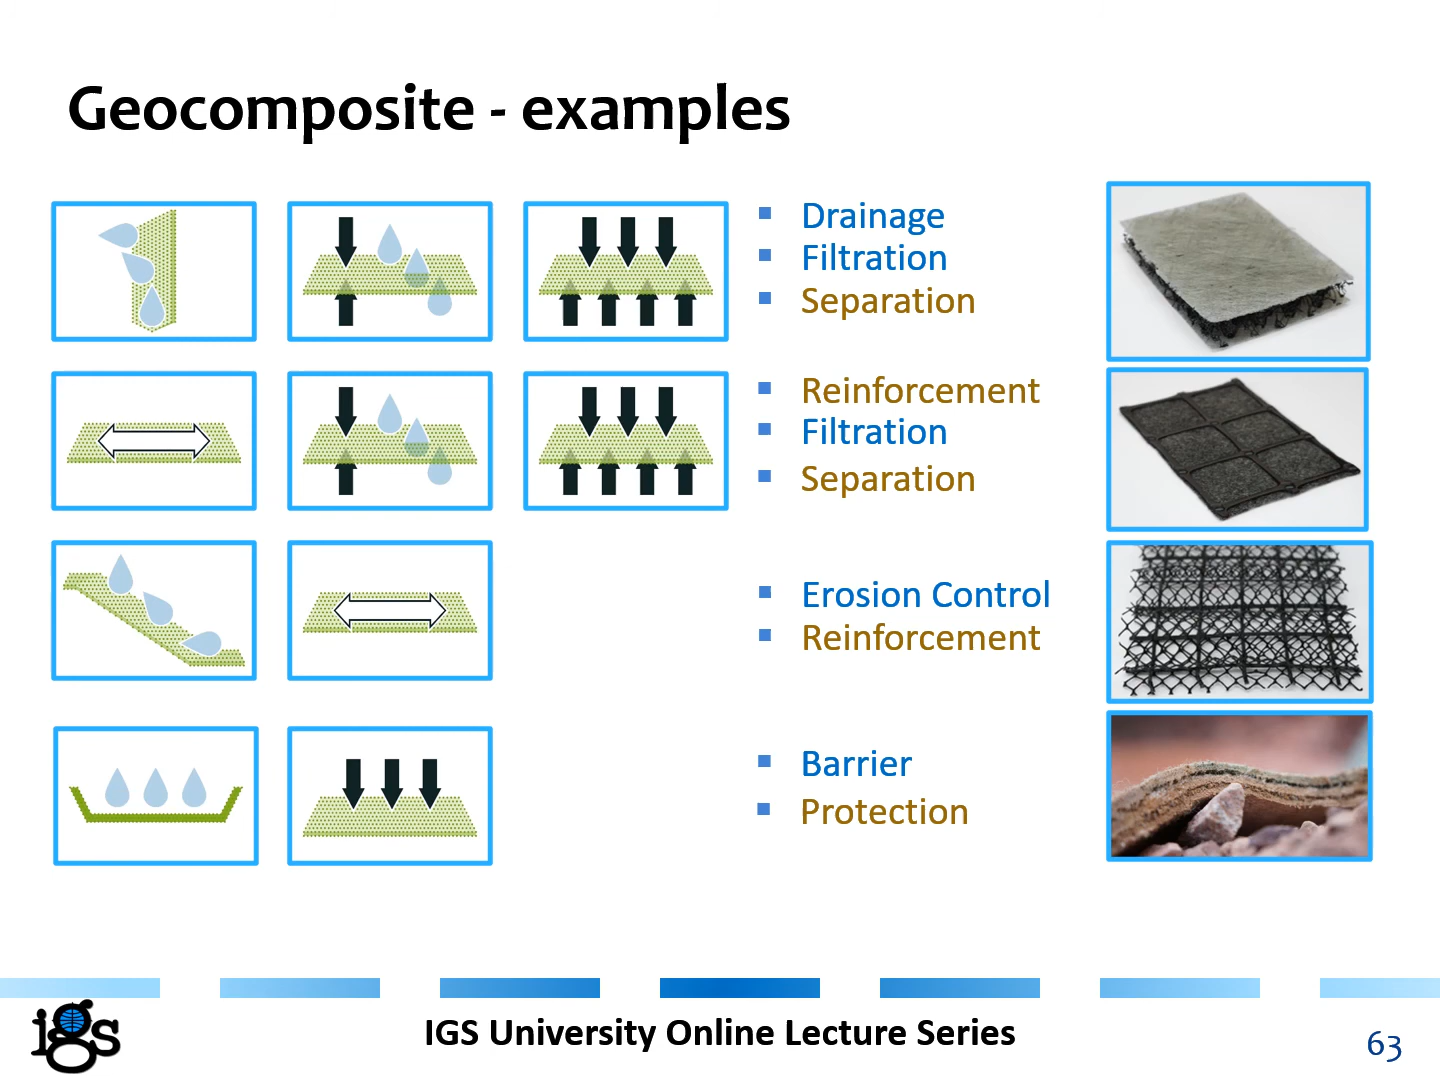 Geocomposite - examples
Drainage
Filtration
Separation
Reinforcement
Filtration
Separation
Erosion Control
Reinforcement
Barrier
Protection
igs
IGS University Online Lecture Series
63